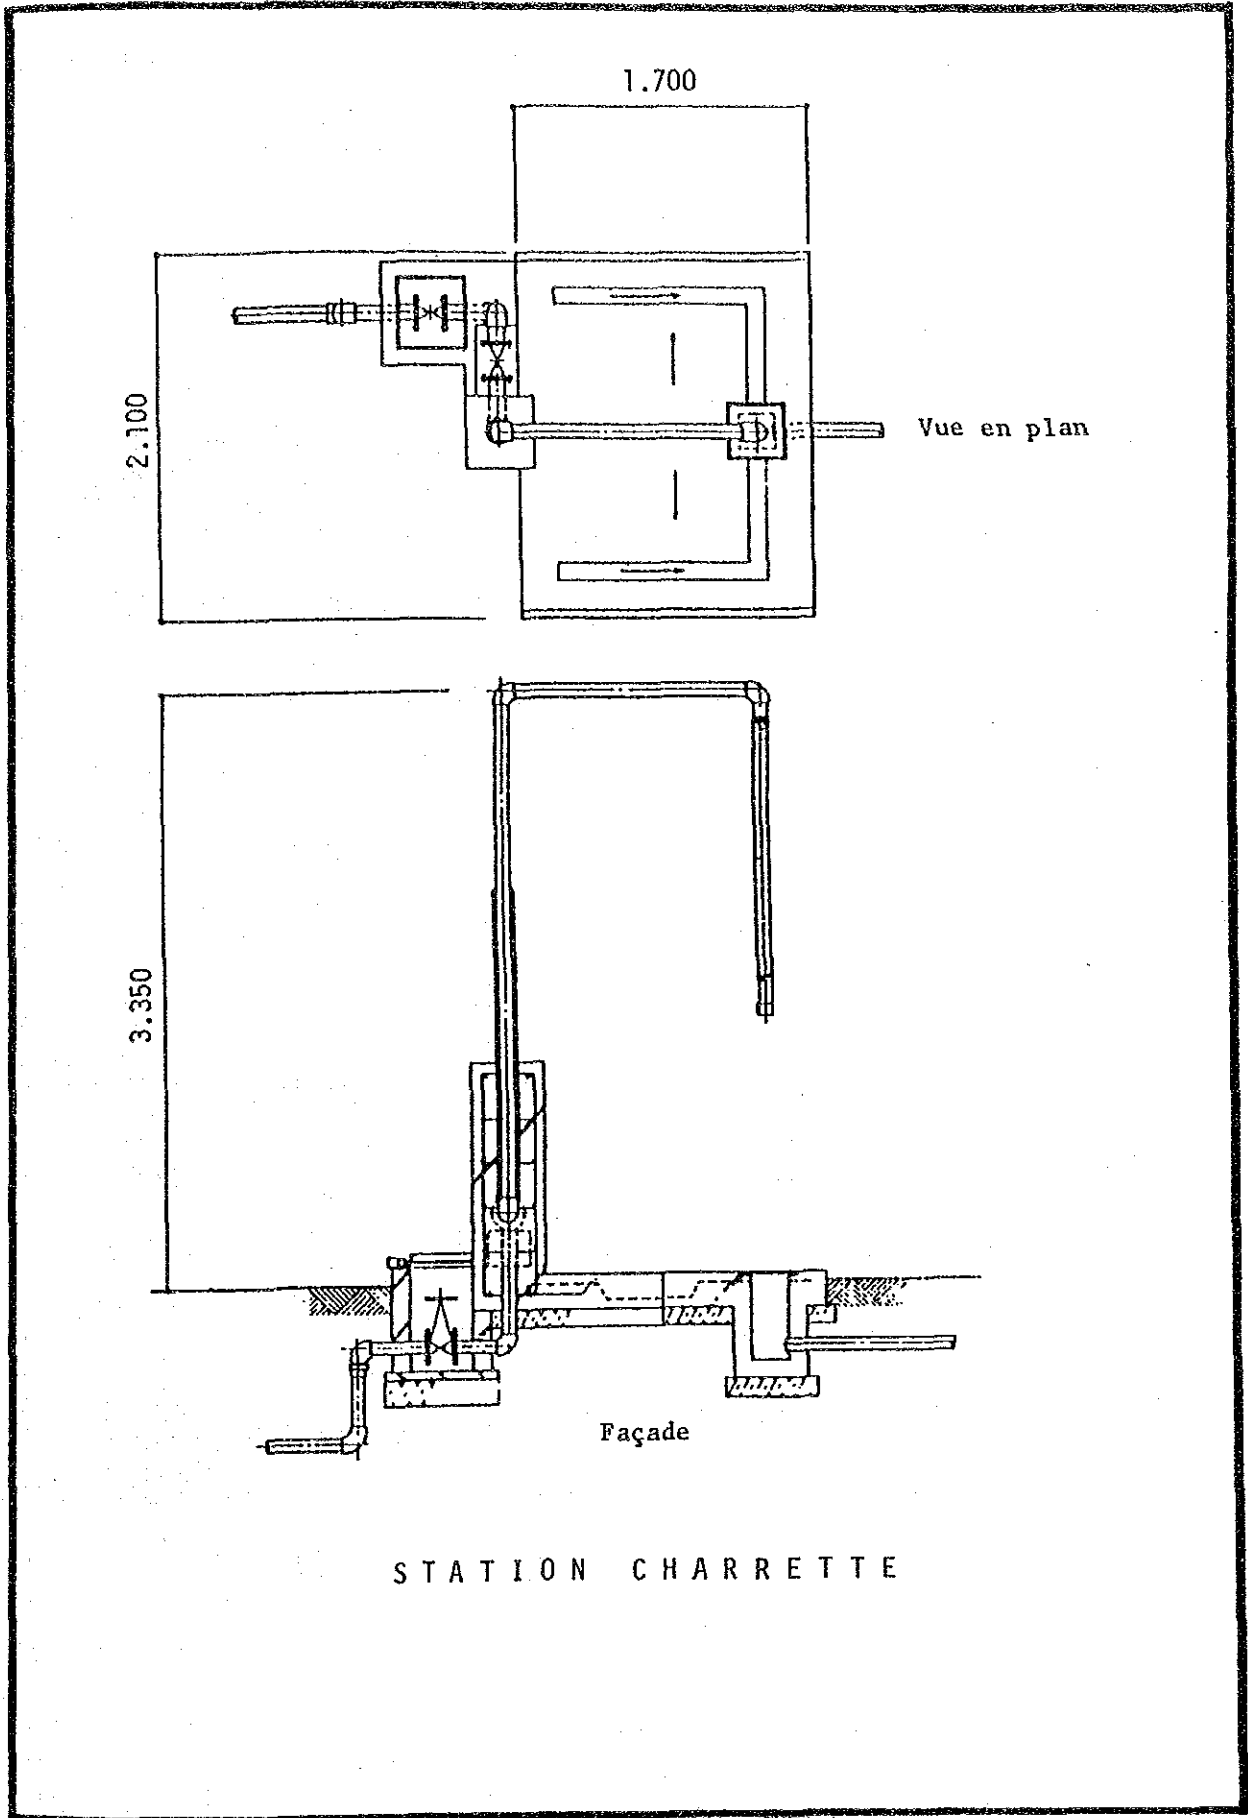 1.700
2.100
Vue en plan
3.350
Façade
STATION CHARRETTE